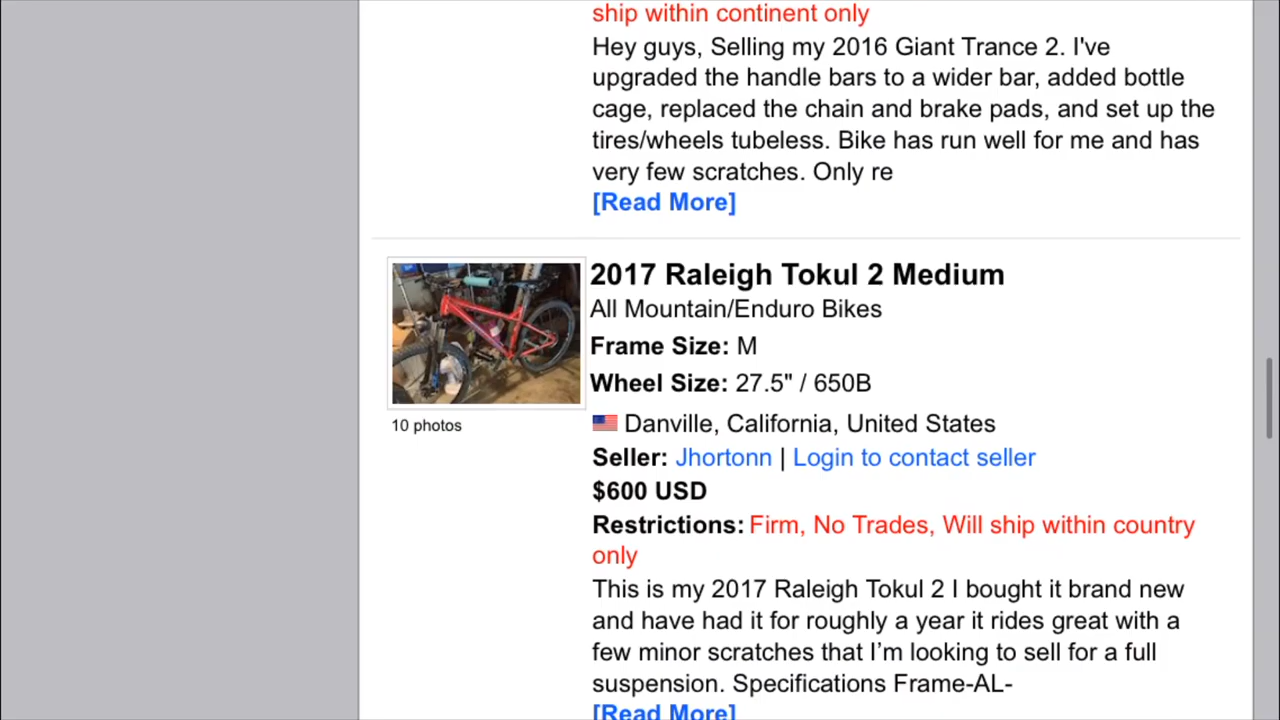 ship within continent only
Hey guys, Selling my 2016 Giant Trance 2. I've
upgraded the handle bars to a wider bar, added bottle
cage, replaced the chain and brake pads, and set up the
tires/wheels tubeless. Bike has run well for me and has
very few scratches. Only re
[Read More]
2017 Raleigh Tokul 2 Medium
All Mountain/Enduro Bikes
Frame Size: M
Wheel Size: 27.5" / 650B
10 photos
Danville, California, United States
Seller: Jhortonn | Login to contact seller
$600 USD
Restrictions: Firm, No Trades, Will ship within country
only
This is my 2017 Raleigh Tokul 2 I bought it brand new
and have had it for roughly a year it rides great with a
few minor scratches that I’m looking to sell for a full
suspension. Specifications Frame-AL-
[Read More]